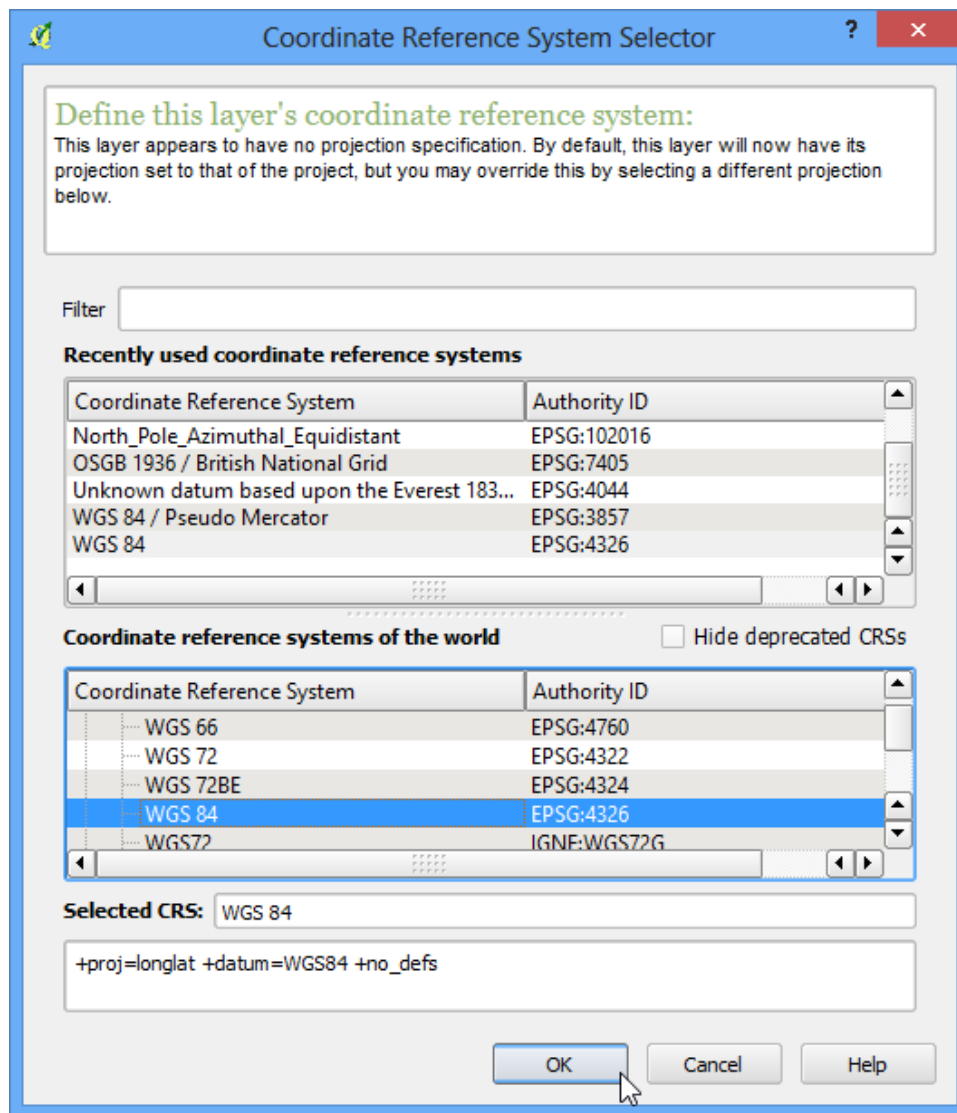 Coordinate Reference System Selector
?
Define this layer's coordinate reference system:
This layer appears to have no projection specification. By default, this layer will now have its
projection set to that of the project, but you may override this by selecting a different projection
below.
Filter
Recently used coordinate reference systems
Coordinate Reference System Authority ID
North_Pole_Azimuthal_Equidistant EPSG:102016
OSGB 1936 / British National Grid EPSG:7405
Unknown datum based upon the Everest 183... EPSG:4044
WGS 84 / Pseudo Mercator EPSG:3857
WGS 84 EPSG:4326
Coordinate reference systems of the world Hide deprecated CRSs
Coordinate Reference System Authority ID
WGS 66 EPSG:4760
WGS 72 EPSG:4322
WGS 72BE EPSG:4324
WGS 84 EPSG:4326
WGS72 IGNF:WGS72G
Selected CRS: WGS 84
+proj=longlat +datum=WGS84 +no_defs
OK Cancel Help